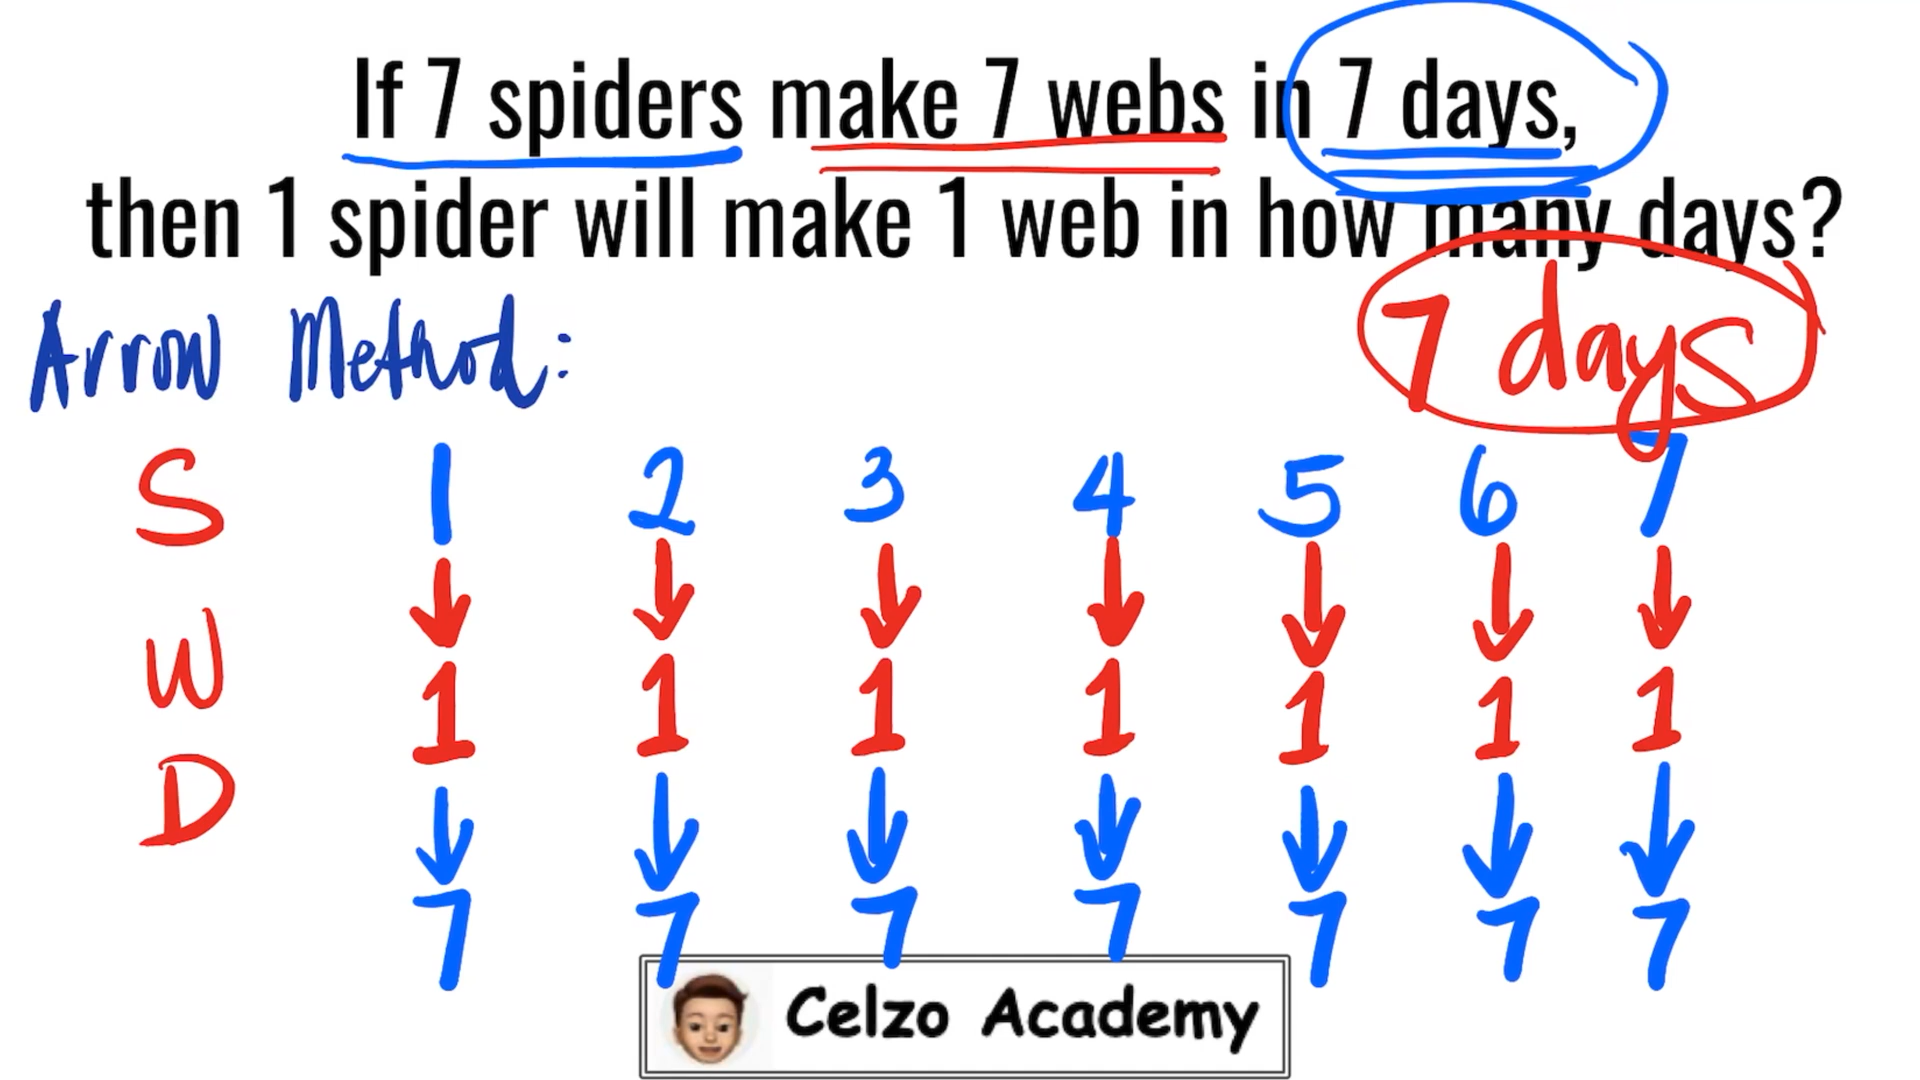 If 7 spiders make 7 webs in 7 days,
then 1 spider will make 1 web in how many days?
Arrow Method:
7 days
S 1 2 3 4 5 6 7
W 1 1 1 1 1 1 1
D
7 7 7 7 7 7 7
Celzo Academy